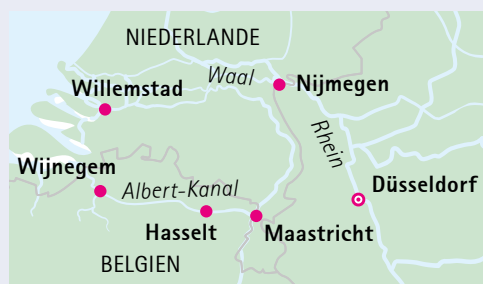 NIEDERLANDE
Waal
Willemstad
Nijmegen
Rhein
Wijnegem
Albert-Kanal
Düsseldorf
Hasselt
Maastricht
BELGIEN